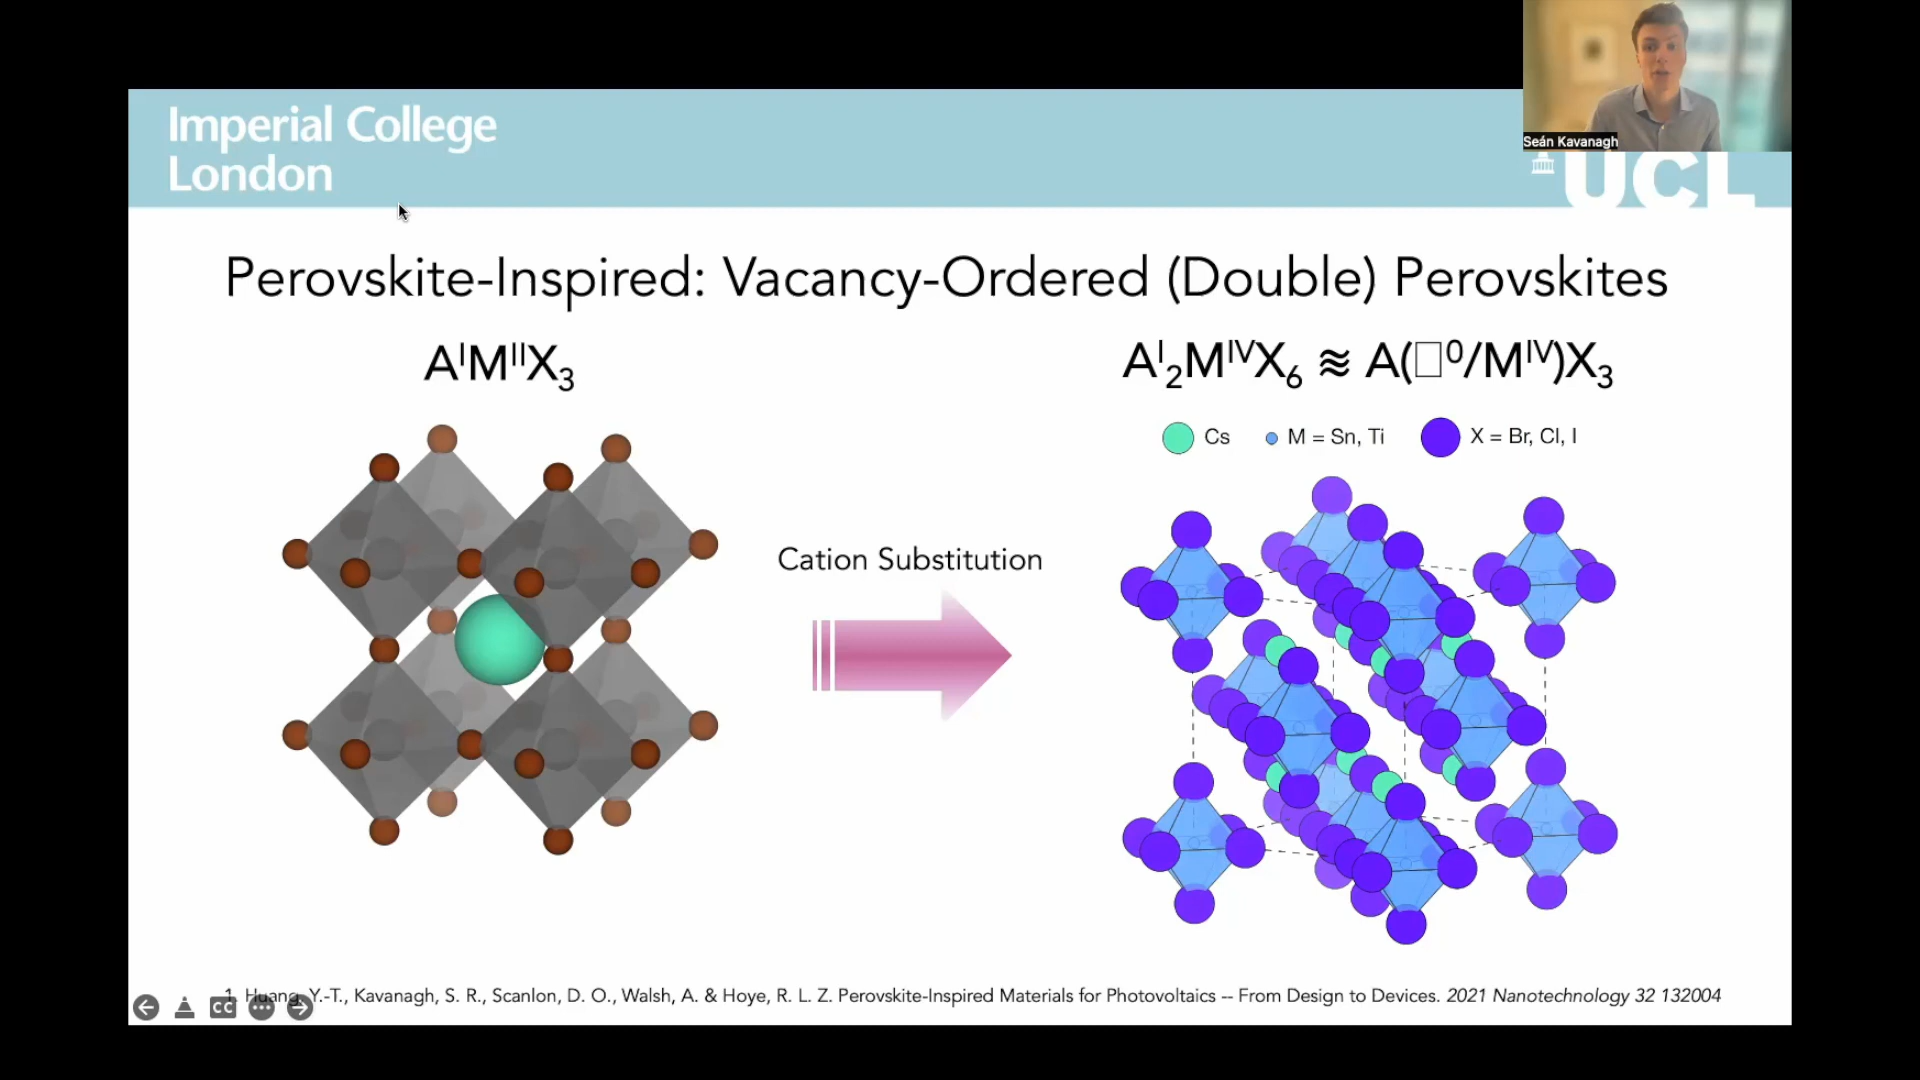 Imperial College
London
Seán Kavanagh
UCL
Perovskite-Inspired: Vacancy-Ordered (Double) Perovskites
AᴵMᴵᴵX₃
Aᴵ₂MᴵⱽX₆ ≋ A(□⁰/Mᴵⱽ)X₃
Cs M = Sn, Ti X = Br, Cl, I
Cation Substitution
1. Huang, Y.-T., Kavanagh, S. R., Scanlon, D. O., Walsh, A. & Hoye, R. L. Z. Perovskite-Inspired Materials for Photovoltaics -- From Design to Devices. 2021 Nanotechnology 32 132004
CC